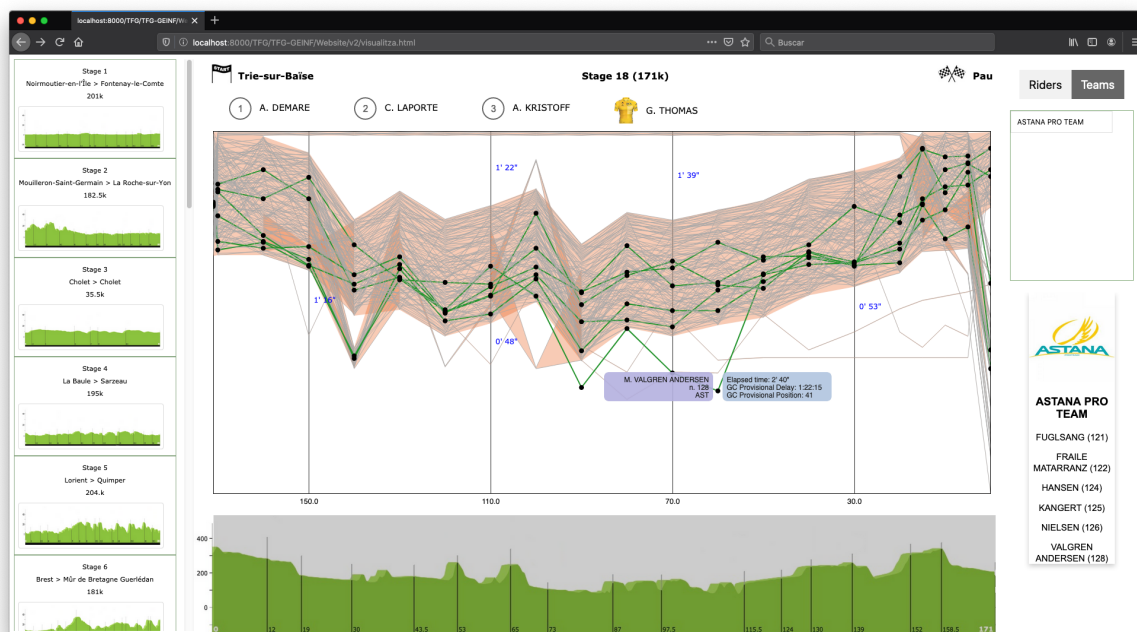 localhost:8000/TFG/TFG-GEINF/We
localhost:8000/TFG/TFG-GEINF/Website/v2/visualitza.html
Buscar
Stage 1
Noirmoutier-en-l'Île > Fontenay-le-Comte
201k
Stage 2
Mouilleron-Saint-Germain > La Roche-sur-Yon
182.5k
Stage 3
Cholet > Cholet
35.5k
Stage 4
La Baule > Sarzeau
195k
Stage 5
Lorient > Quimper
204.k
Stage 6
Brest > Mûr de Bretagne Guerlédan
181k
START
Trie-sur-Baïse
Stage 18 (171k)
Pau
1 A. DEMARE
2 C. LAPORTE
3 A. KRISTOFF
G. THOMAS
1' 22"
1' 39"
1' 16"
0' 48"
0' 53"
M. VALGREN ANDERSEN
n. 128
AST
Elapsed time: 2' 40"
GC Provisional Delay: 1:22:15
GC Provisional Position: 41
150.0 110.0 70.0 30.0
400
200
0
0 12 19 30 43.5 53 65 73 87 97.5 115.5 124 130 139 152 158.5 171
Riders Teams
ASTANA PRO TEAM
ASTANA
ASTANA PRO
TEAM
FUGLSANG (121)
FRAILE
MATARRANZ (122)
HANSEN (124)
KANGERT (125)
NIELSEN (126)
VALGREN
ANDERSEN (128)